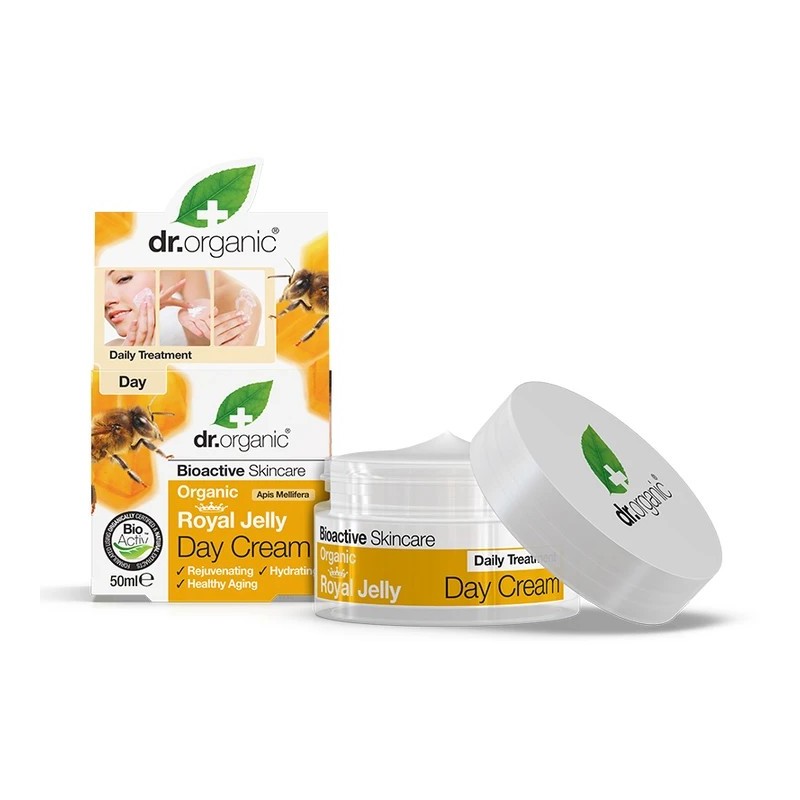 dr.organic®
Daily Treatment
Day
dr.organic®
Bioactive Skincare
Organic
Apis Mellifera
Royal Jelly
Day Cream
✓ Rejuvenating ✓ Hydratin
✓ Healthy Aging
Bio
Activ
50ml℮
Bioactive Skincare
Organic
Royal Jelly
Daily Treatment
Day Cream
dr.organic®